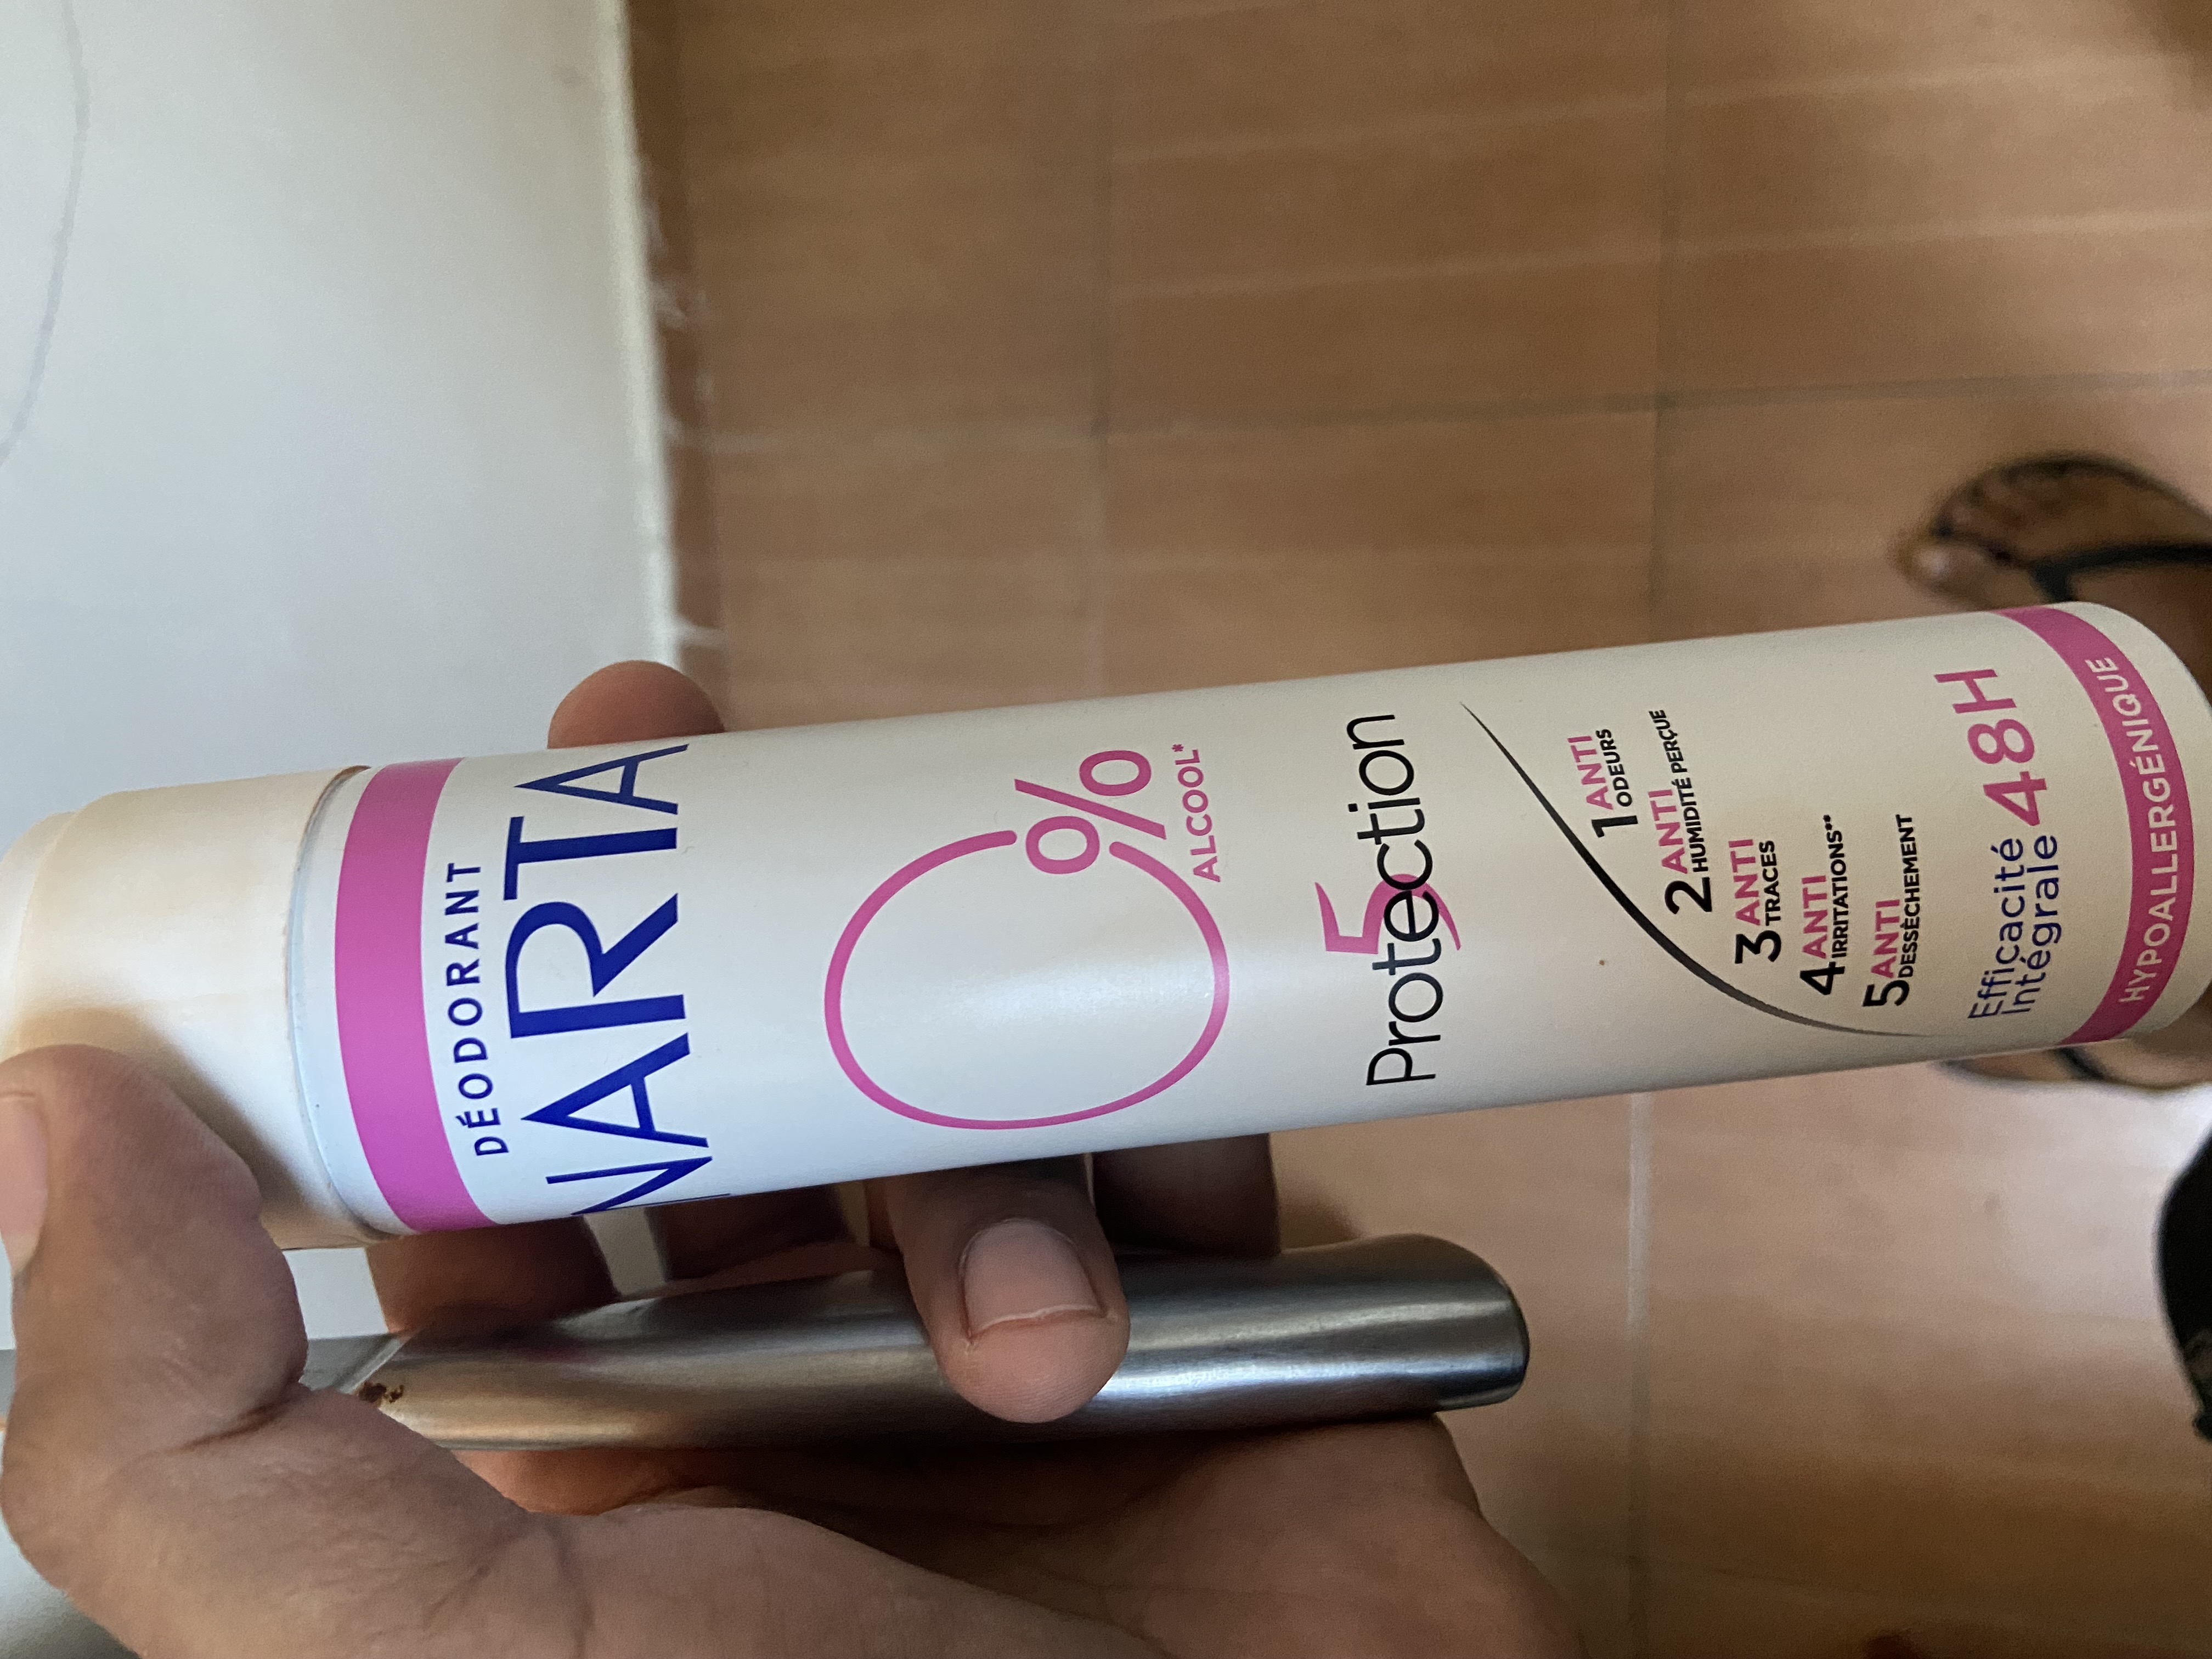 DÉODORANT
NARTA
0%
ALCOOL*
Protection 5
1 ANTI
ODEURS
2 ANTI
HUMIDITÉ PERÇUE
3 ANTI
TRACES
4 ANTI
IRRITATIONS**
5 ANTI
DESSÈCHEMENT
Efficacité
Intégrale 48H
HYPOALLERGÉNIQUE